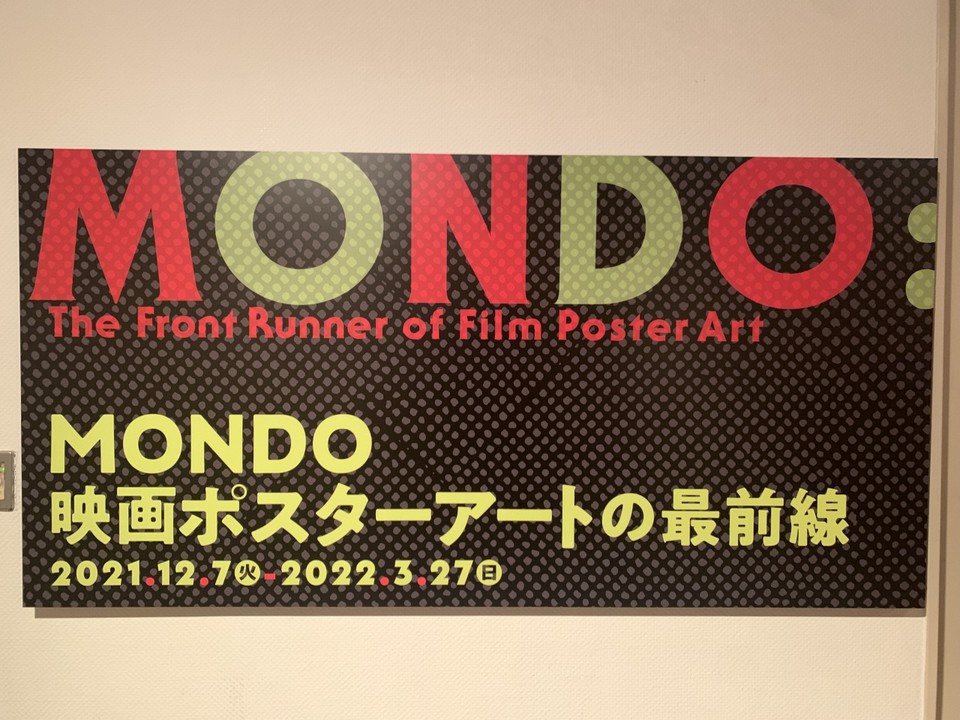 MONDO:
The Front Runner of Film Poster Art
MONDO
映画ポスターアートの最前線
2021.12.7㊋-2022.3.27㊐